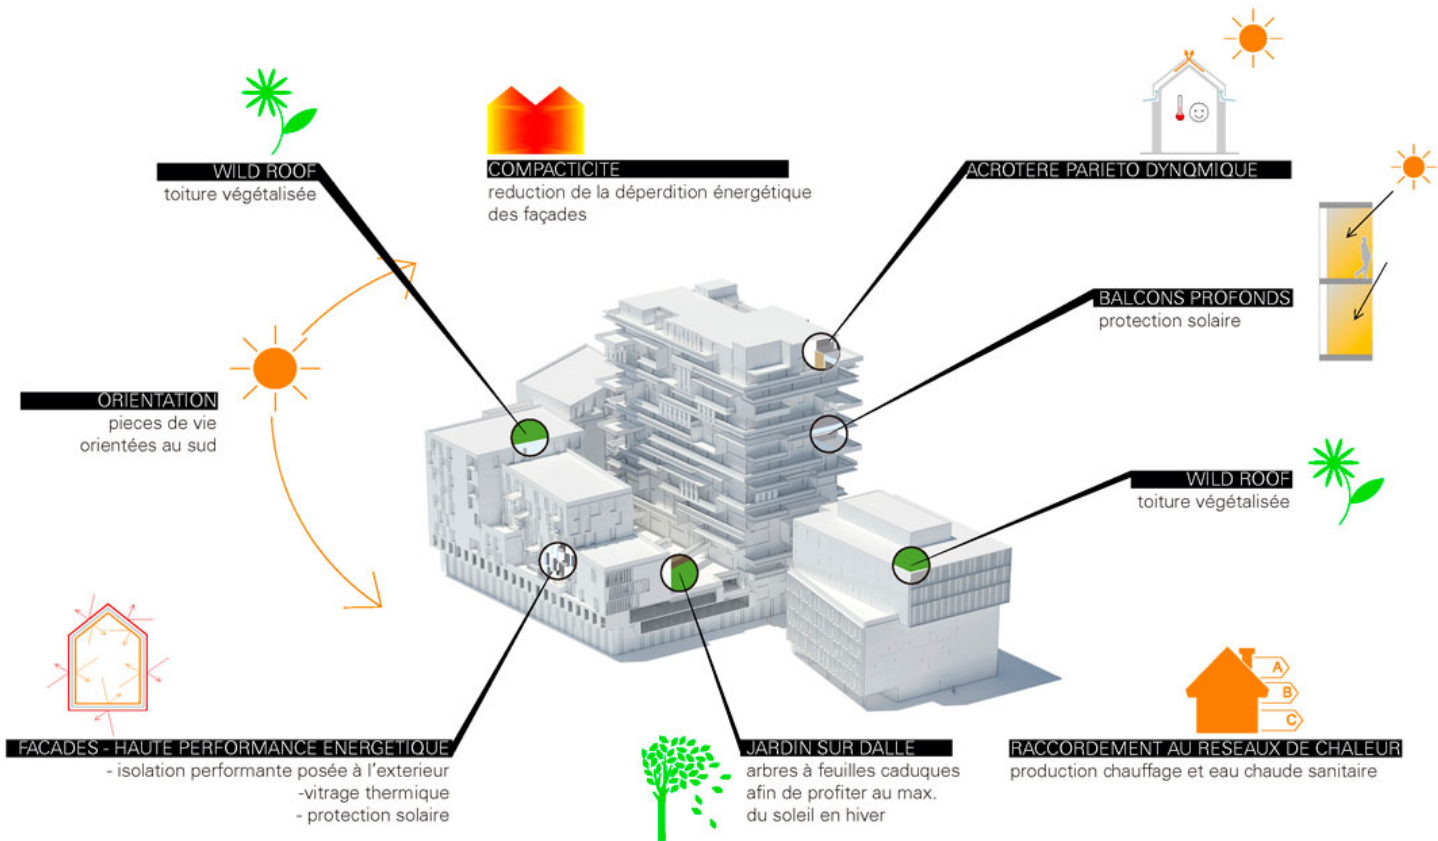 WILD ROOF
toiture végétalisée
COMPACTICITE
reduction de la déperdition énergétique
des façades
ACROTERE PARIETO DYNQMIQUE
BALCONS PROFONDS
protection solaire
ORIENTATION
pieces de vie
orientées au sud
WILD ROOF
toiture végétalisée
FACADES - HAUTE PERFORMANCE ENERGETIQUE
- isolation performante posée à l'exterieur
-vitrage thermique
- protection solaire
JARDIN SUR DALLE
arbres à feuilles caduques
afin de profiter au max.
du soleil en hiver
A
B
C
RACCORDEMENT AU RESEAUX DE CHALEUR
production chauffage et eau chaude sanitaire